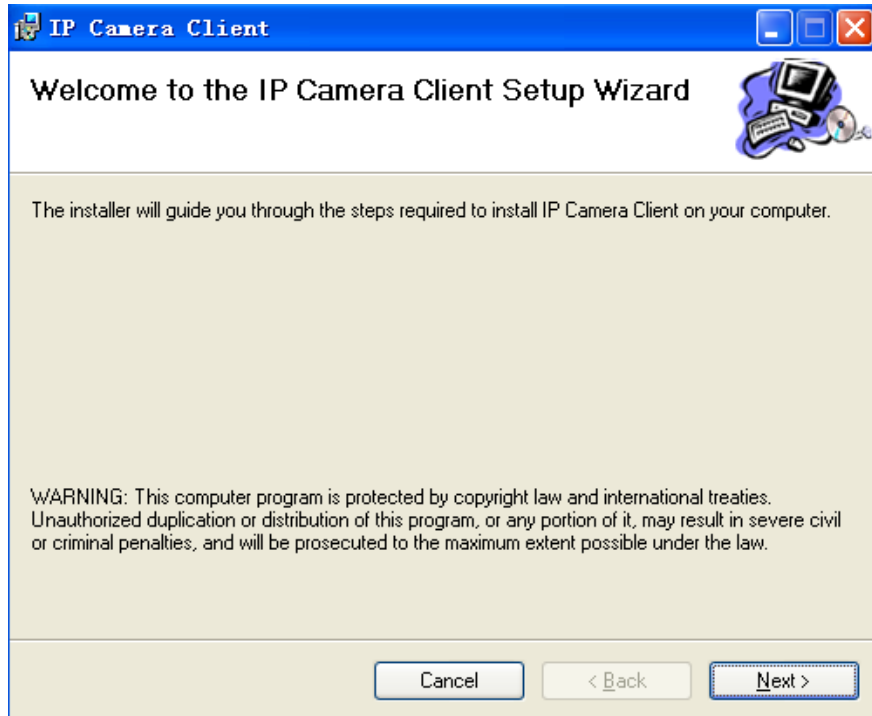 IP Camera Client
Welcome to the IP Camera Client Setup Wizard
The installer will guide you through the steps required to install IP Camera Client on your computer.
WARNING: This computer program is protected by copyright law and international treaties.
Unauthorized duplication or distribution of this program, or any portion of it, may result in severe civil
or criminal penalties, and will be prosecuted to the maximum extent possible under the law.
Cancel < Back Next >